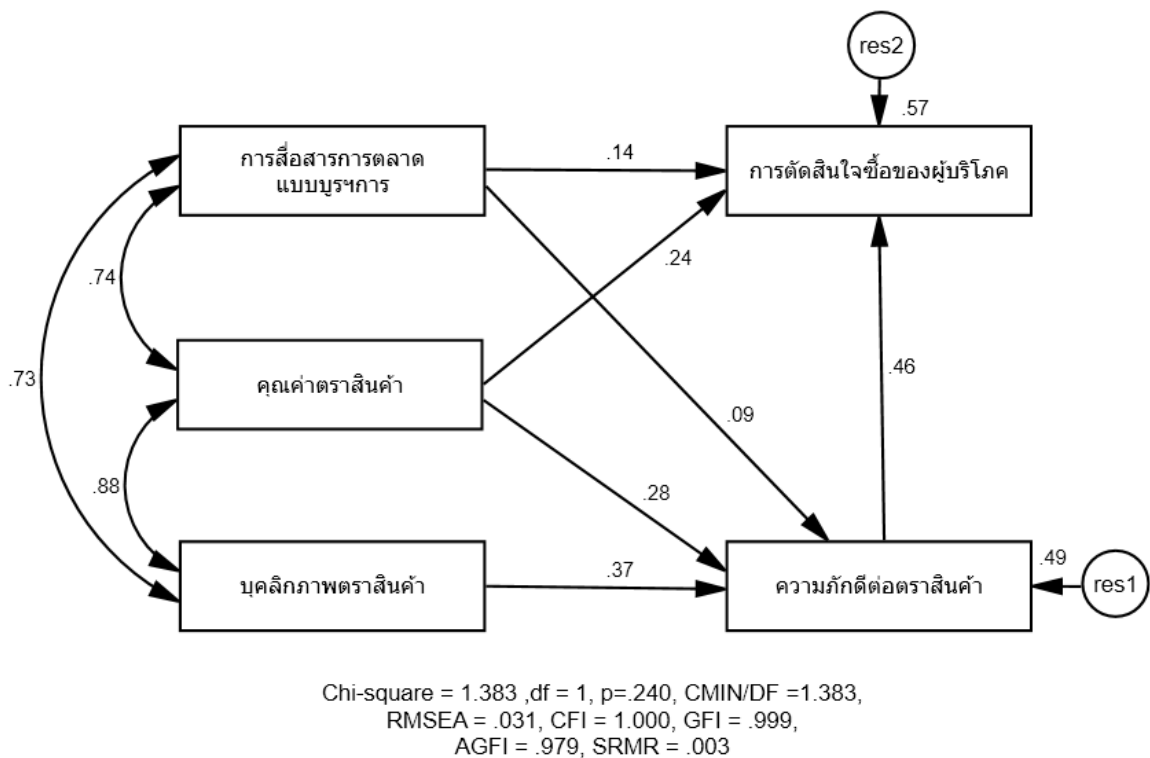 res2
.57
การสื่อสารการตลาด
แบบบูรฯการ
.14
การตัดสินใจซื้อของผู้บริโภค
.24
.74
.73
คุณค่าตราสินค้า
.46
.09
.88
.28
บุคลิกภาพตราสินค้า
.37
ความภักดีต่อตราสินค้า
.49
res1
Chi-square = 1.383 ,df = 1, p=.240, CMIN/DF =1.383,
RMSEA = .031, CFI = 1.000, GFI = .999,
AGFI = .979, SRMR = .003